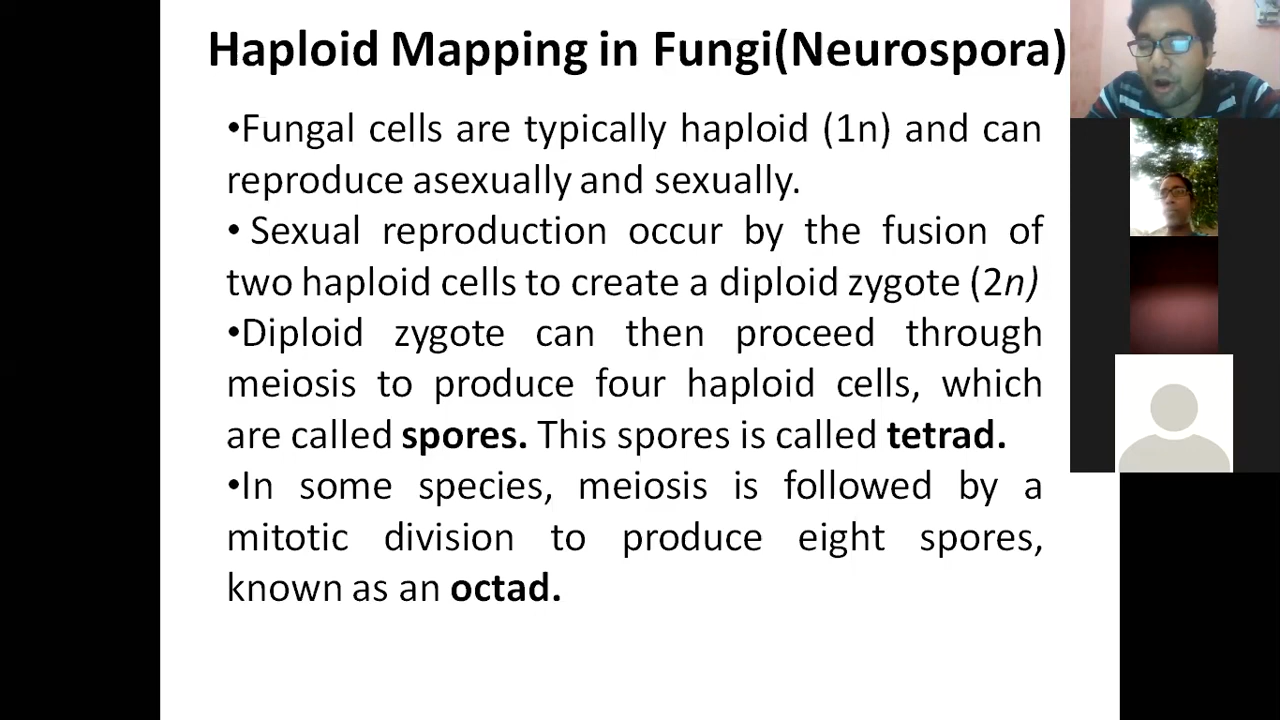 Haploid Mapping in Fungi(Neurospora)
•Fungal cells are typically haploid (1n) and can
reproduce asexually and sexually.
• Sexual reproduction occur by the fusion of
two haploid cells to create a diploid zygote (2n)
•Diploid zygote can then proceed through
meiosis to produce four haploid cells, which
are called spores. This spores is called tetrad.
•In some species, meiosis is followed by a
mitotic division to produce eight spores,
known as an octad.